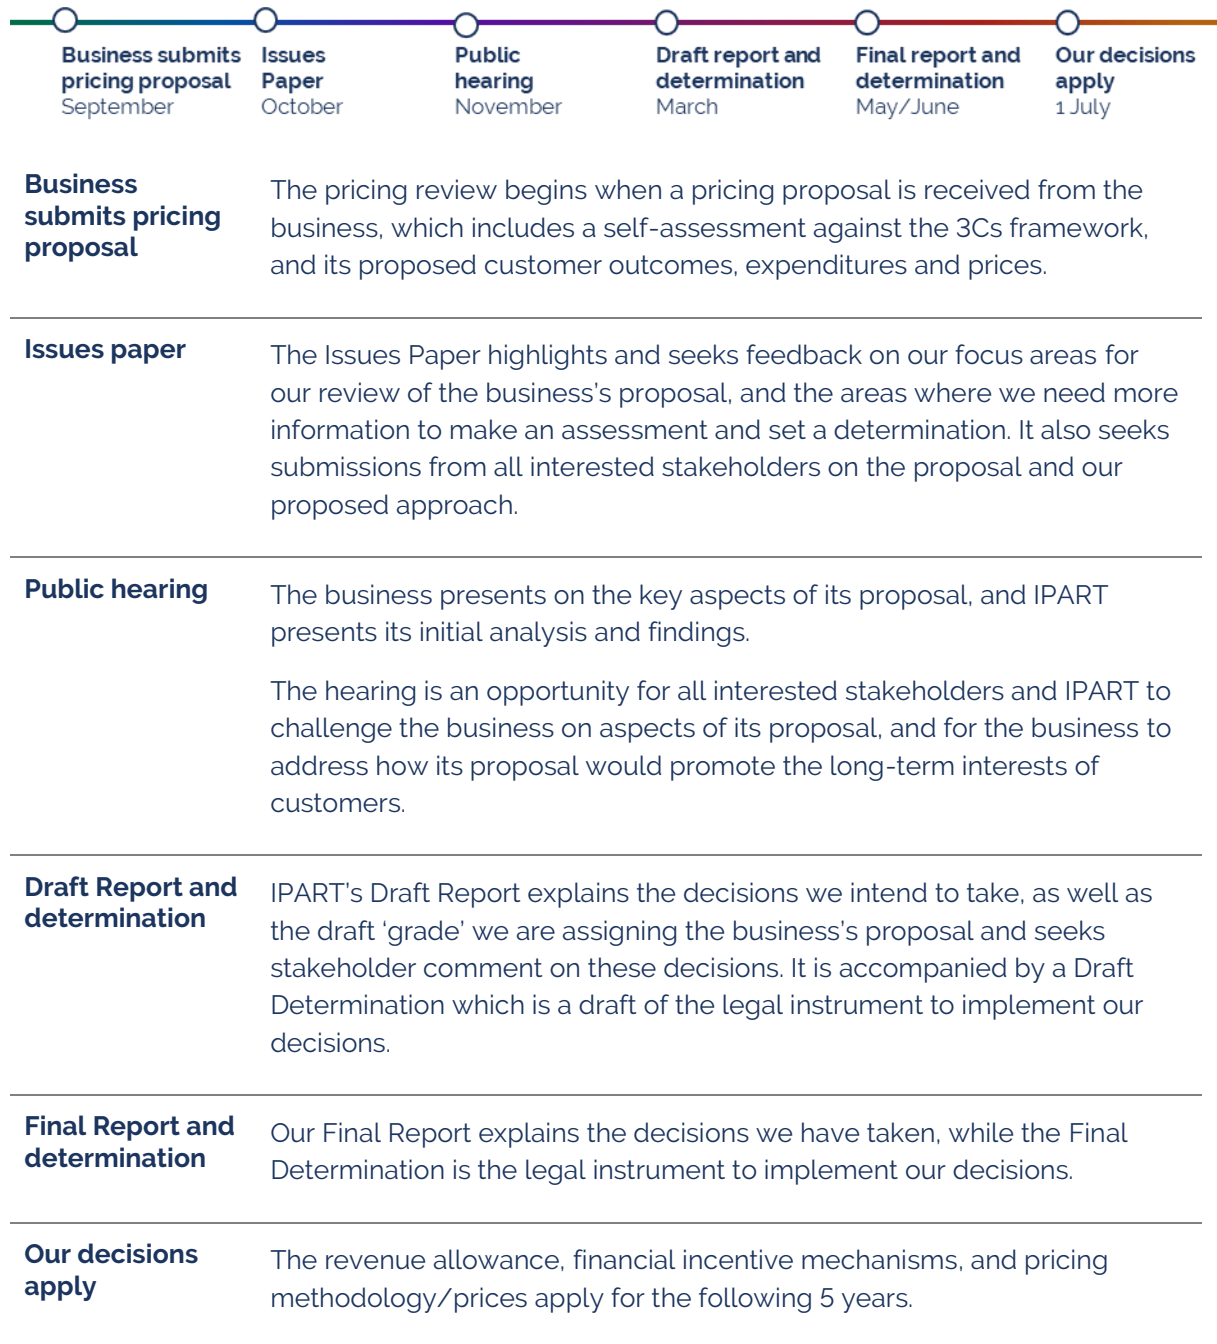 Business submits pricing proposal
September
Issues Paper
October
Public hearing
November
Draft report and determination
March
Final report and determination
May/June
Our decisions apply
1 July
Business
submits pricing
proposal
The pricing review begins when a pricing proposal is received from the
business, which includes a self-assessment against the 3Cs framework,
and its proposed customer outcomes, expenditures and prices.
Issues paper
The Issues Paper highlights and seeks feedback on our focus areas for
our review of the business's proposal, and the areas where we need more
information to make an assessment and set a determination. It also seeks
submissions from all interested stakeholders on the proposal and our
proposed approach.
Public hearing
The business presents on the key aspects of its proposal, and IPART
presents its initial analysis and findings.
The hearing is an opportunity for all interested stakeholders and IPART to
challenge the business on aspects of its proposal, and for the business to
address how its proposal would promote the long-term interests of
customers.
Draft Report and
determination
IPART's Draft Report explains the decisions we intend to take, as well as
the draft 'grade' we are assigning the business's proposal and seeks
stakeholder comment on these decisions. It is accompanied by a Draft
Determination which is a draft of the legal instrument to implement our
decisions.
Final Report and
determination
Our Final Report explains the decisions we have taken, while the Final
Determination is the legal instrument to implement our decisions.
Our decisions
apply
The revenue allowance, financial incentive mechanisms, and pricing
methodology/prices apply for the following 5 years.